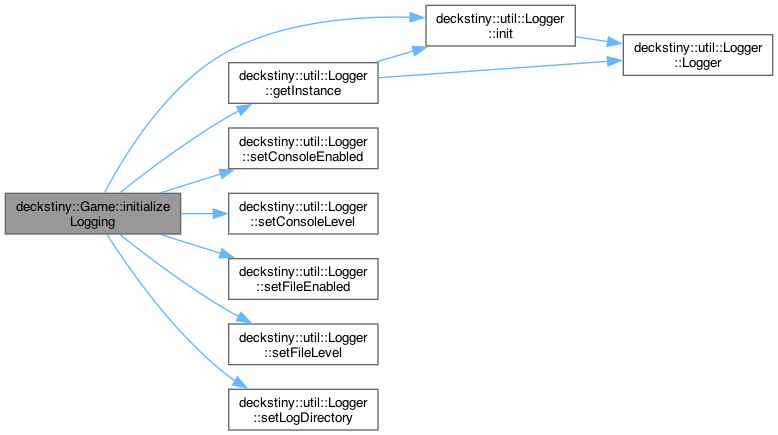 deckstiny::util::Logger
::init
deckstiny::util::Logger
::Logger
deckstiny::util::Logger
::getInstance
deckstiny::util::Logger
::setConsoleEnabled
deckstiny::Game::initialize
Logging
deckstiny::util::Logger
::setConsoleLevel
deckstiny::util::Logger
::setFileEnabled
deckstiny::util::Logger
::setFileLevel
deckstiny::util::Logger
::setLogDirectory